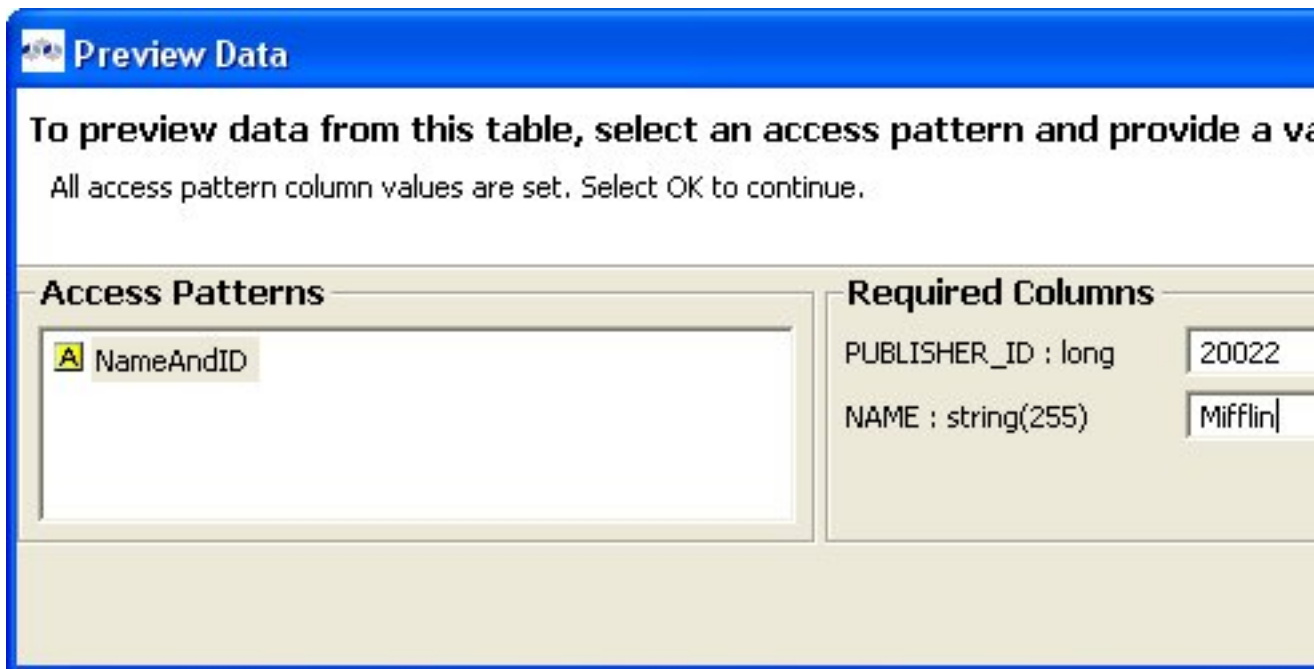 Preview Data
To preview data from this table, select an access pattern and provide a
All access pattern column values are set. Select OK to continue.
Access Patterns
A NameAndID
Required Columns
PUBLISHER_ID : long 20022
NAME : string(255) Mifflin